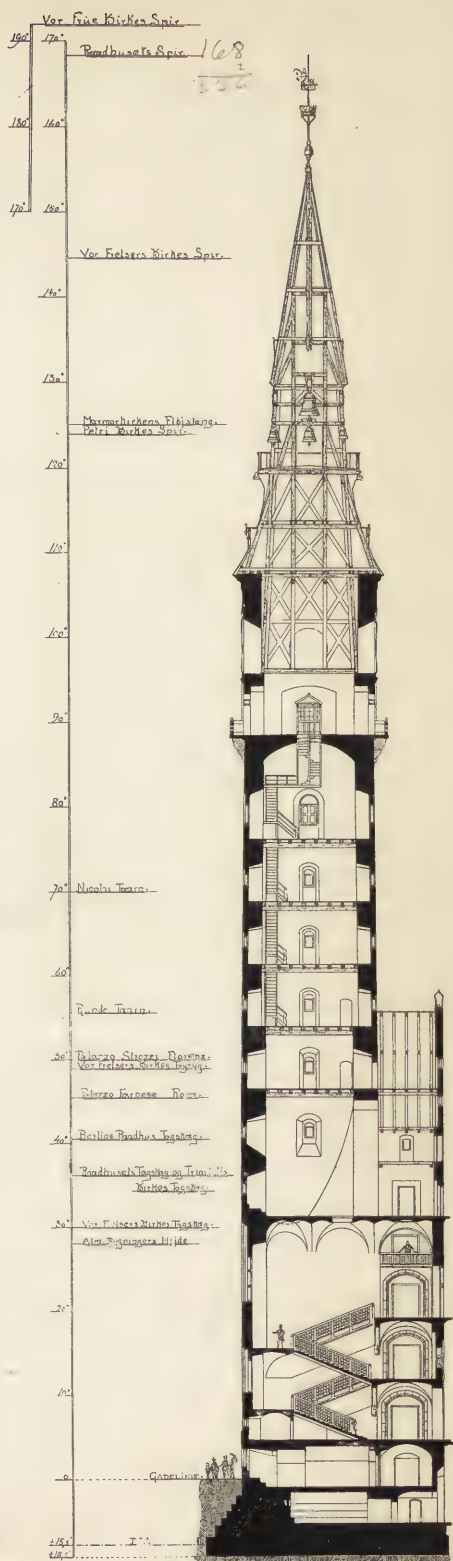 Vor Frue Kirkes Spir.
190°
170°
Raadhusets Spir.
168
2
180°
160°
170°
150°
Vor Frelsers Kirkes Spir.
140°
130°
Marmorkirkens Fløjstang.
Petri Kirkes Spir.
120°
110°
100°
90°
80°
70°
Nicolai Taarn.
60°
Runde Taarn.
50°
Palazzo Strozzi Florens.
Vor Frelsers Kirkes
Palazzo Farnese Rom.
40°
Berlins Raadhus Tagskæg.
Raadhusets Tagskæg og Trinitatis
Kirkes Tagskæg.
30°
Vor Frelsers Kirkes Tagskæg.
Alm. Bygningers Højde
20°
10°
0
GADELINIE.